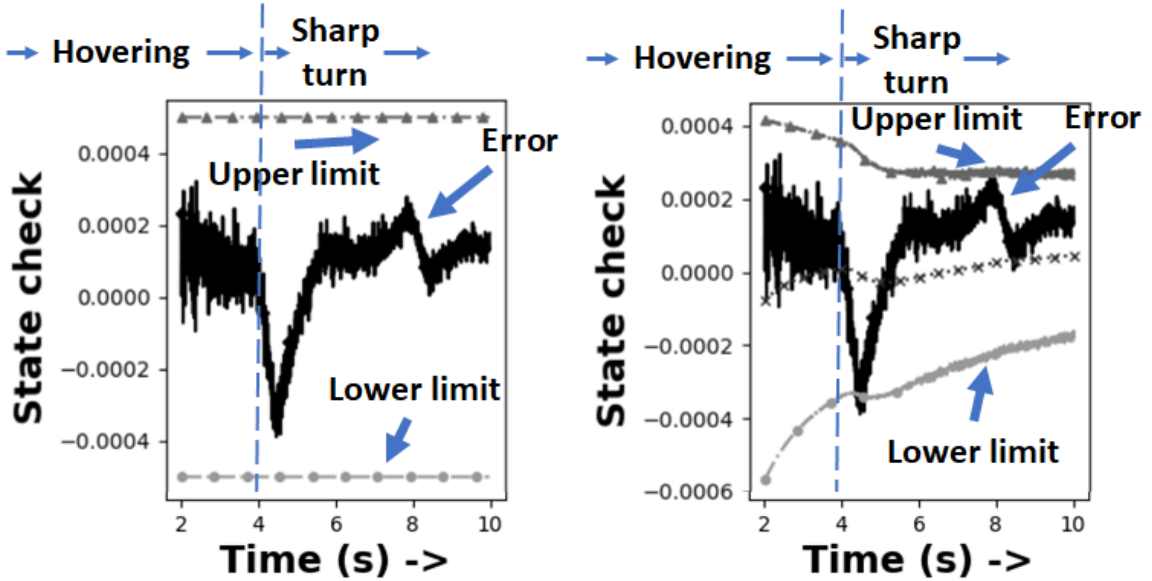 Hovering
Sharp
turn
0.0004
0.0002
0.0000
−0.0002
−0.0004
State check
Upper limit
Error
Lower limit
2 4 6 8 10
Time (s) ->
Hovering
Sharp
turn
0.0004
0.0002
0.0000
−0.0002
−0.0004
−0.0006
State check
Upper limit
Error
Lower limit
2 4 6 8 10
Time (s) ->